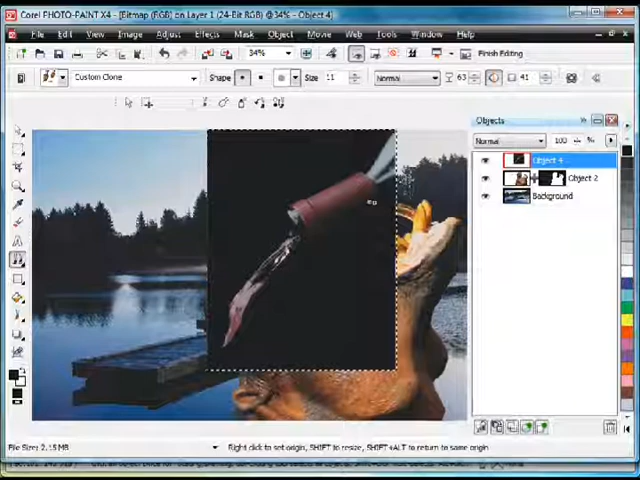 Corel PHOTO-PAINT X4 - [Bitmap (RGB) on Layer 1 (24-Bit RGB) @34% - Object 4]
File Edit View Image Adjust Effects Mask Object Movie Web Tools Window Help
34% Finish Editing
Custom Clone Shape Size 11 Normal 63 41
Objects
Normal 100 %
Object 4
Object 2
Background
File Size: 2.15 MB Right click to set origin, SHIFT to resize, SHIFT+ALT to return to same origin